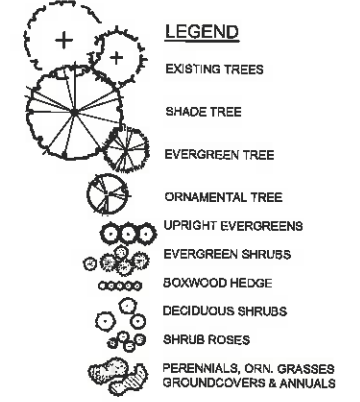 LEGEND
EXISTING TREES
SHADE TREE
EVERGREEN TREE
ORNAMENTAL TREE
UPRIGHT EVERGREENS
EVERGREEN SHRUBS
BOXWOOD HEDGE
DECIDUOUS SHRUBS
SHRUB ROSES
PERENNIALS, ORN. GRASSES
GROUNDCOVERS & ANNUALS